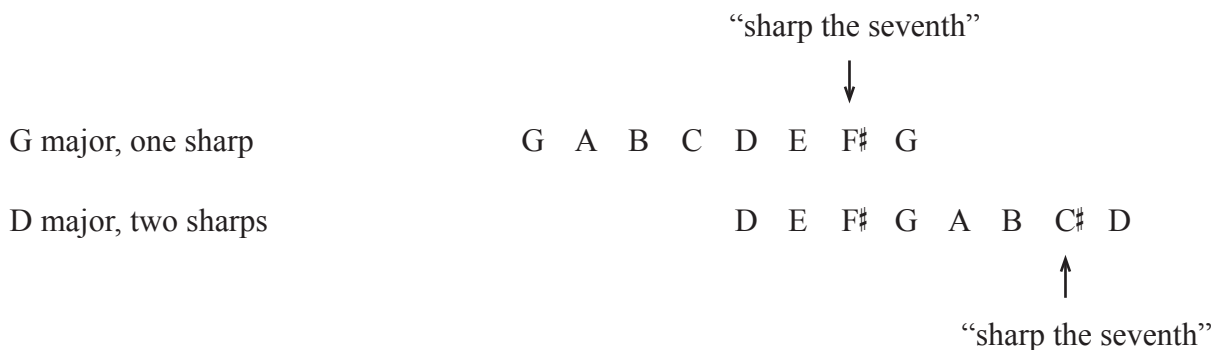 “sharp the seventh”
G major, one sharp G A B C D E F♯ G
D major, two sharps D E F♯ G A B C♯ D
“sharp the seventh”